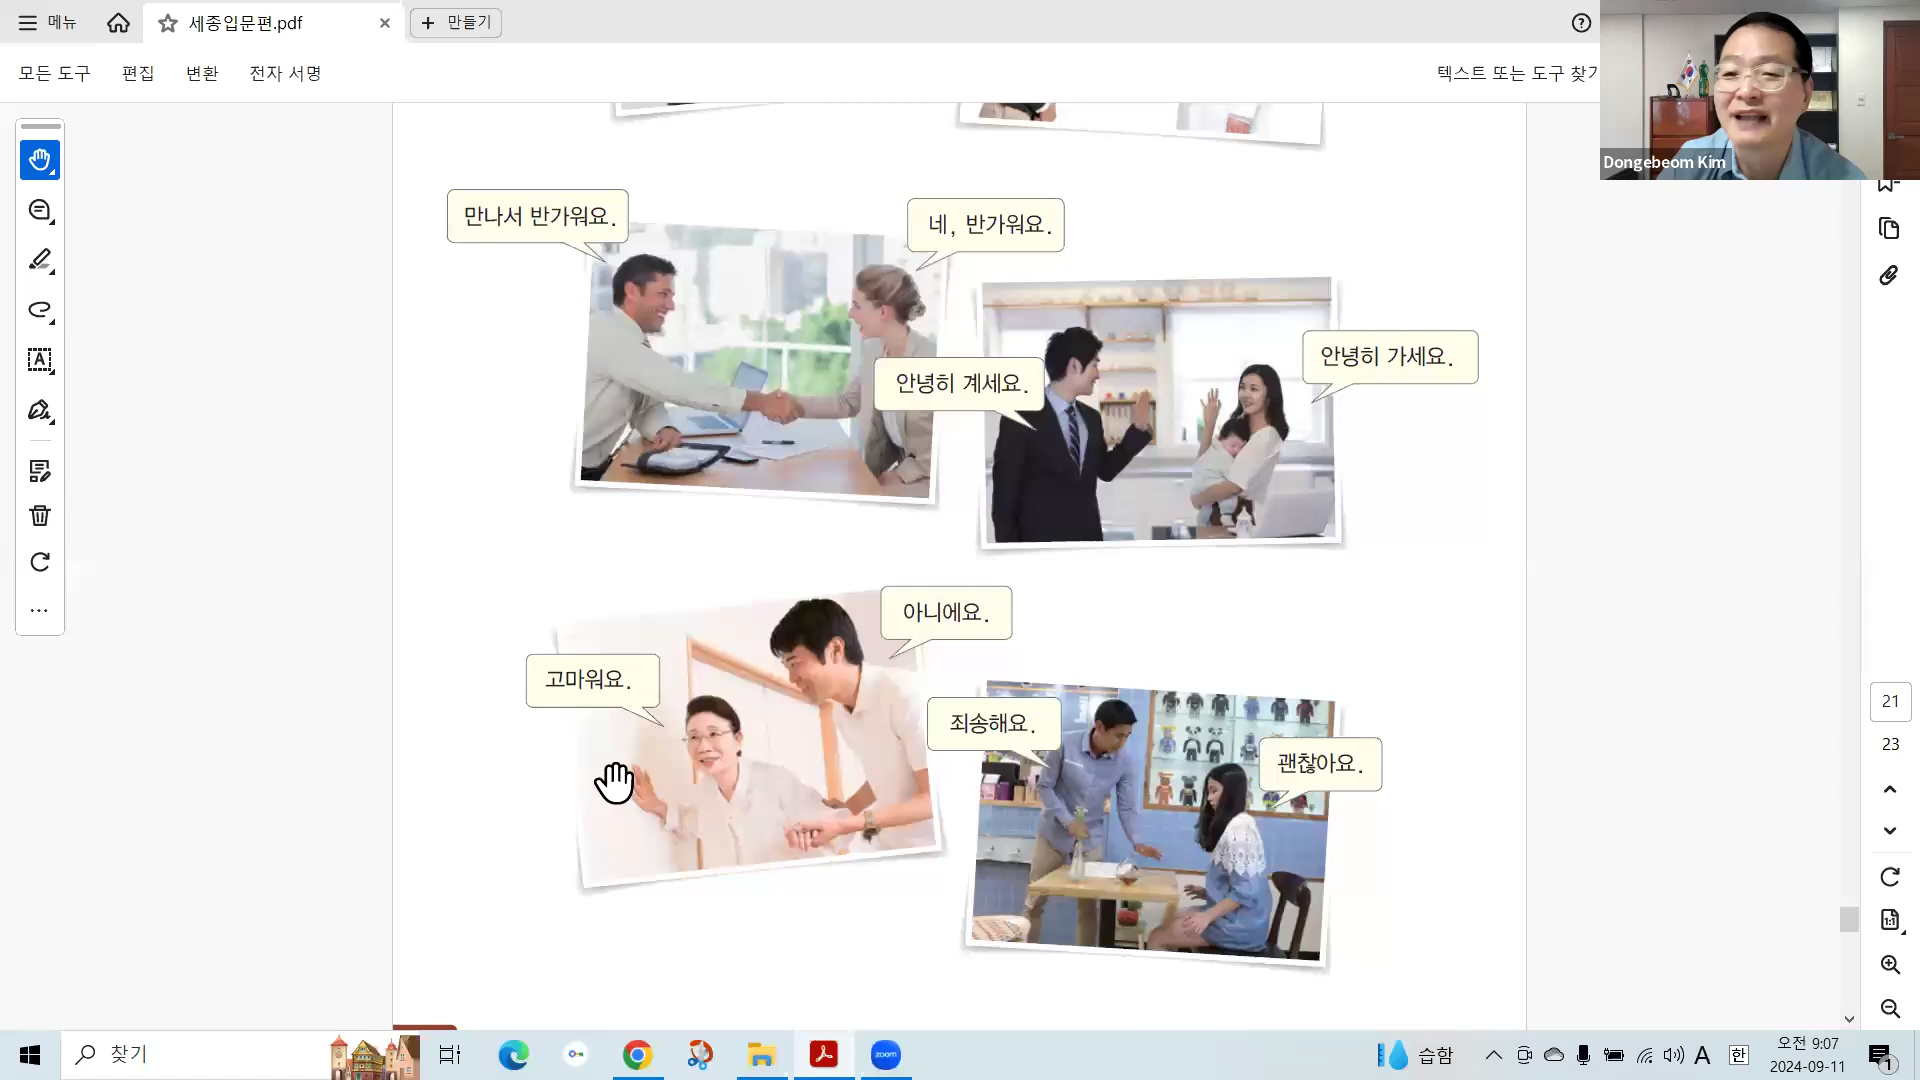 메뉴
세종입문편.pdf
만들기
모든 도구
편집
변환
전자 서명
텍스트 또는 도구 찾기
Dongebeom Kim
만나서 반가워요.
네, 반가워요.
안녕히 계세요.
안녕히 가세요.
아니에요.
고마워요.
죄송해요.
괜찮아요.
21
23
찾기
zoom
습함
A
한
오전 9:07
2024-09-11
1